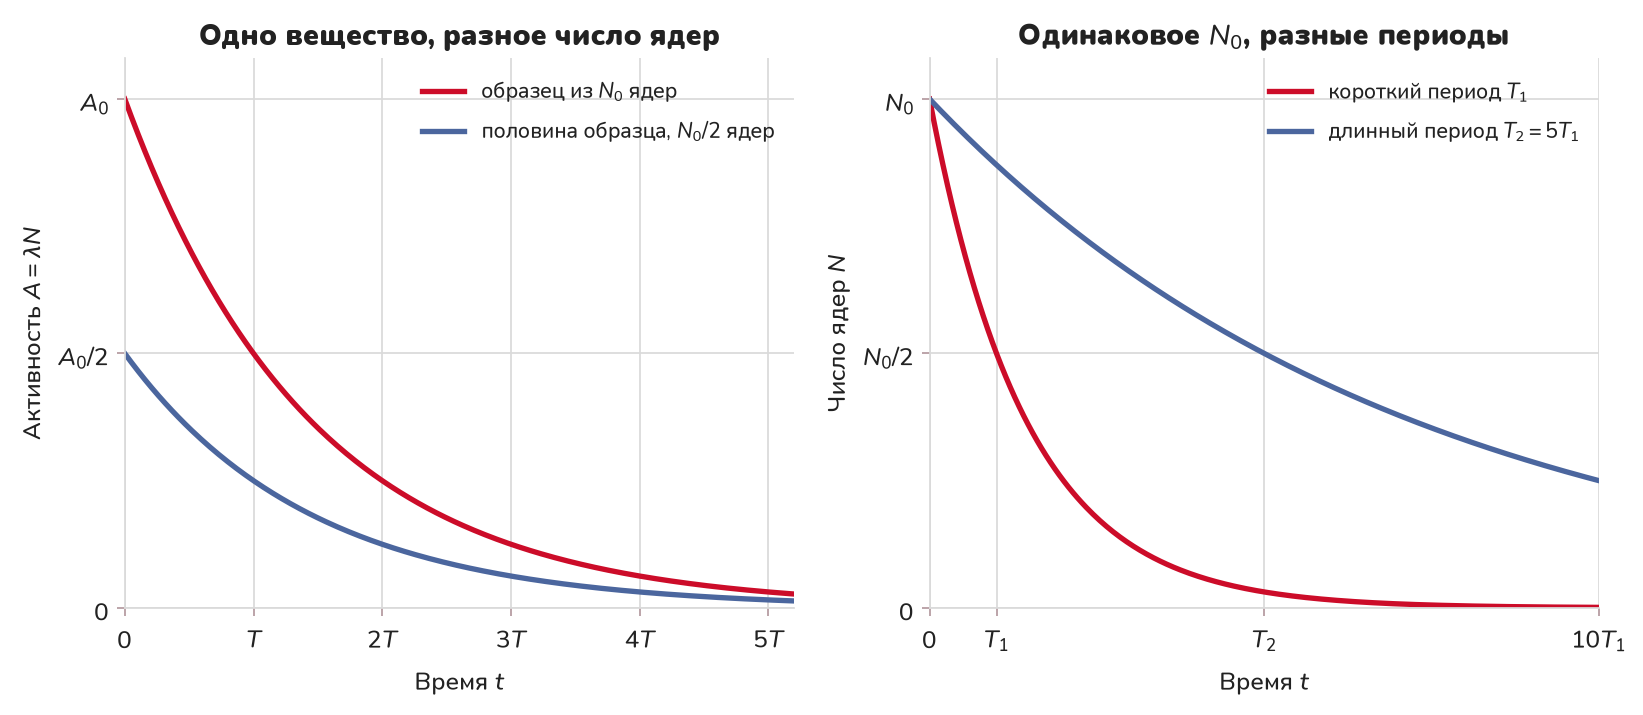 Одно вещество, разное число ядер
образец из N₀ ядер
половина образца, N₀/2 ядер
Активность A = λN
A₀
A₀/2
0
0 T 2T 3T 4T 5T
Время t
Одинаковое N₀, разные периоды
короткий период T₁
длинный период T₂ = 5T₁
Число ядер N
N₀
N₀/2
0
0 T₁ T₂ 10T₁
Время t